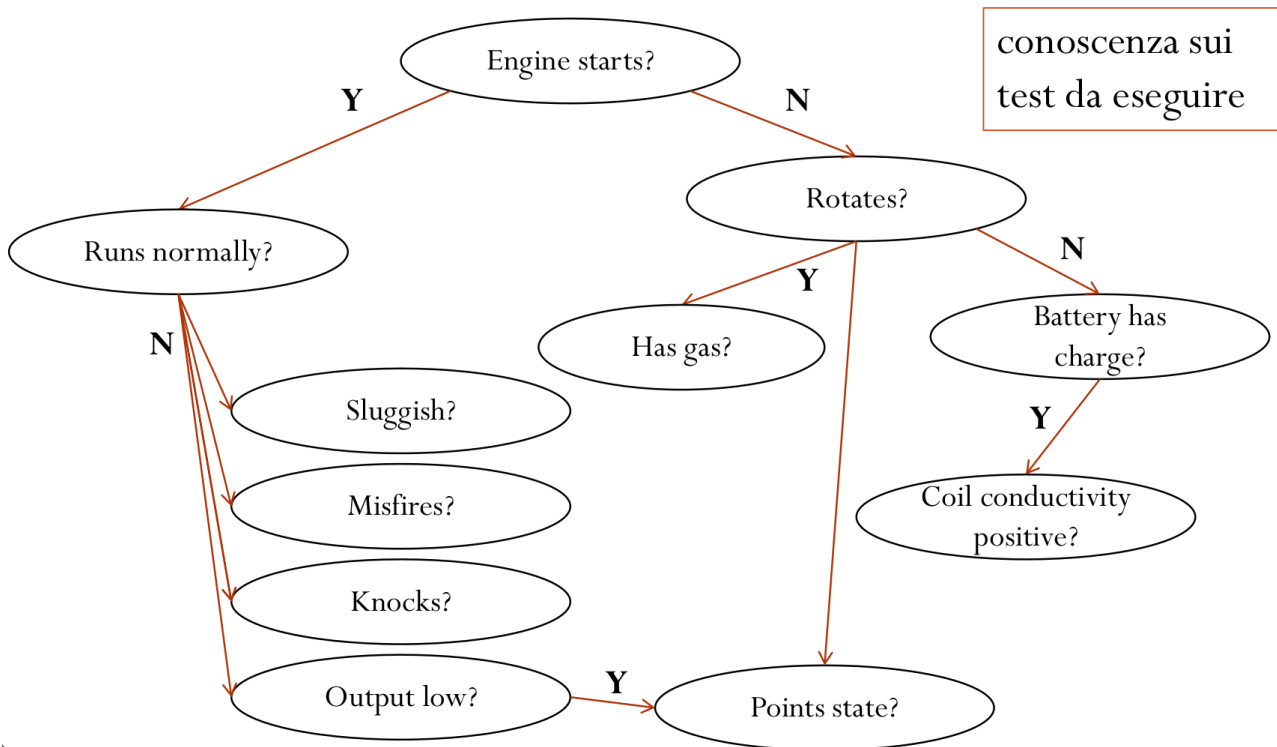 Engine starts?
conoscenza sui
test da eseguire
Y
N
Rotates?
Runs normally?
Y
N
N
Has gas?
Battery has
charge?
Sluggish?
Y
Misfires?
Coil conductivity
positive?
Knocks?
Output low?
Y
Points state?